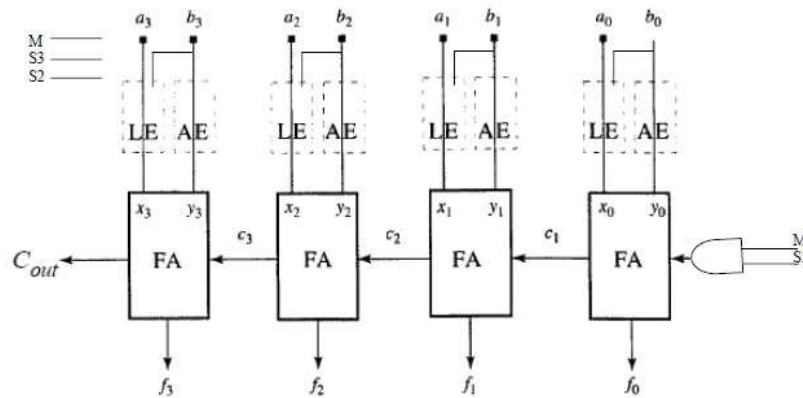 a3 b3 a2 b2 a1 b1 a0 b0
M
S3
S2
LE AE LE AE LE AE LE AE
x3 y3 x2 y2 x1 y1 x0 y0
Cout FA c3 FA c2 FA c1 FA
M
f3 f2 f1 f0